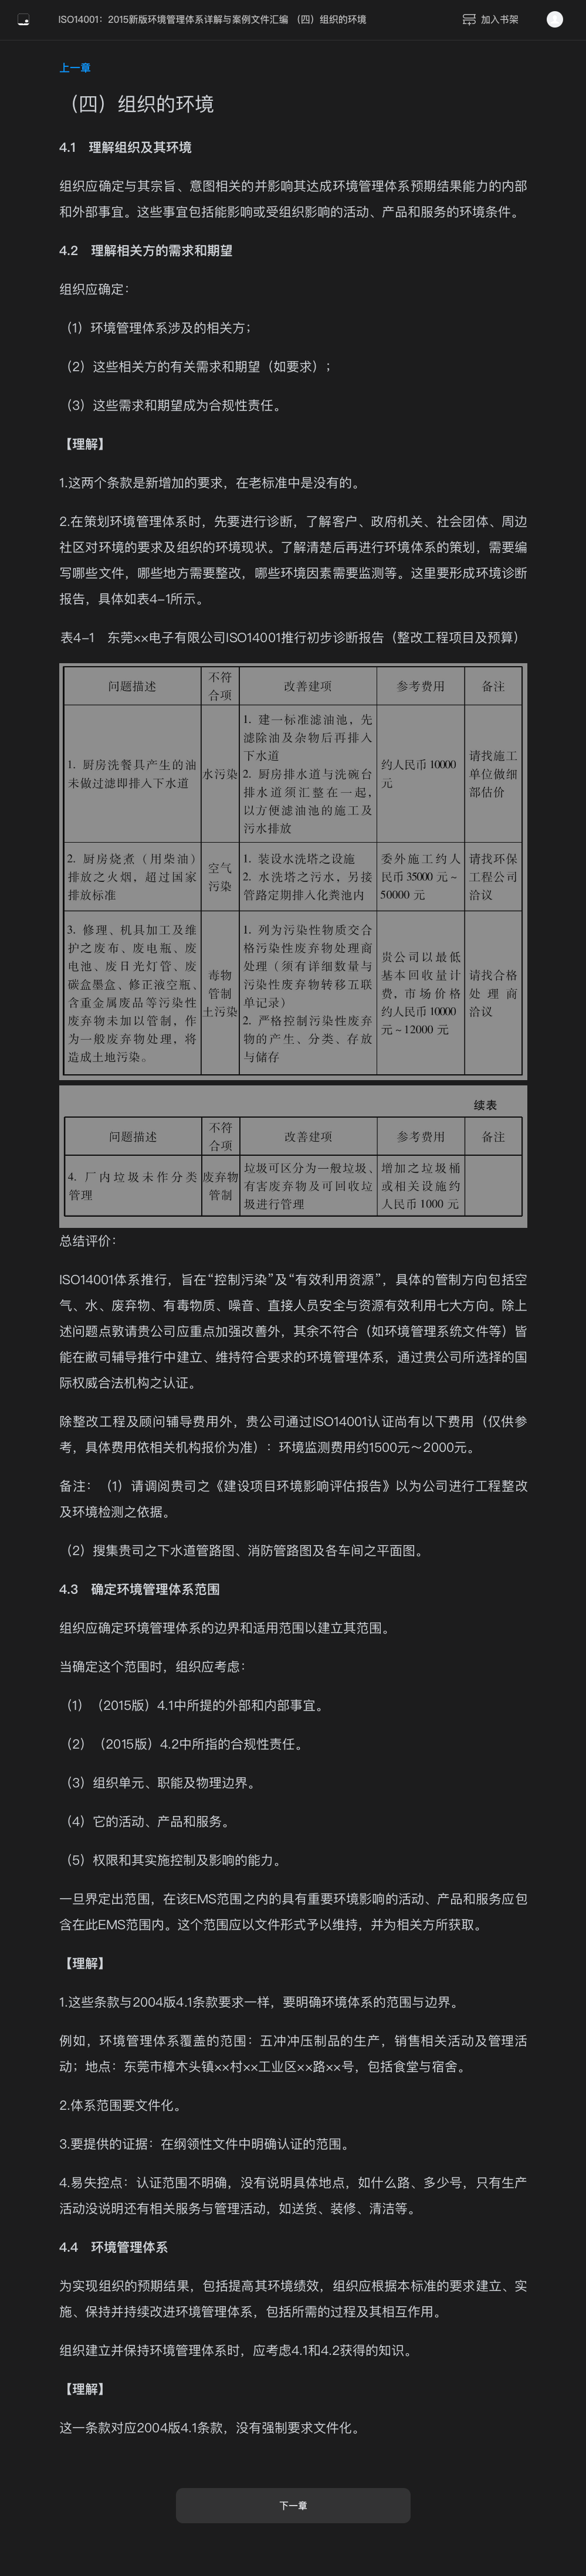 ISO14001：2015新版环境管理体系详解与案例文件汇编 （四）组织的环境
加入书架
上一章
（四）组织的环境
4.1 理解组织及其环境
组织应确定与其宗旨、意图相关的并影响其达成环境管理体系预期结果能力的内部
和外部事宜。这些事宜包括能影响或受组织影响的活动、产品和服务的环境条件。
4.2 理解相关方的需求和期望
组织应确定：
（1）环境管理体系涉及的相关方；
（2）这些相关方的有关需求和期望（如要求）；
（3）这些需求和期望成为合规性责任。
【理解】
1.这两个条款是新增加的要求，在老标准中是没有的。
2.在策划环境管理体系时，先要进行诊断，了解客户、政府机关、社会团体、周边
社区对环境的要求及组织的环境现状。了解清楚后再进行环境体系的策划，需要编
写哪些文件，哪些地方需要整改，哪些环境因素需要监测等。这里要形成环境诊断
报告，具体如表4-1所示。
表4-1 东莞××电子有限公司ISO14001推行初步诊断报告（整改工程项目及预算）
问题描述
不符
合项
改善建项
参考费用
备注
1. 厨房洗餐具产生的油
未做过滤即排入下水道
水污染
1. 建一标准滤油池，先
滤除油及杂物后再排入
下水道
2. 厨房排水道与洗碗台
排水道须汇整在一起，
以方便滤油池的施工及
污水排放
约人民币 10000
元
请找施工
单位做细
部估价
2. 厨房烧煮（用柴油）
排放之火烟，超过国家
排放标准
空气
污染
1. 装设水洗塔之设施
2. 水洗塔之污水，另接
管路定期排入化粪池内
委外施工约人
民币 35000 元～
50000 元
请找环保
工程公司
洽议
3. 修理、机具加工及维
护之废布、废电瓶、废
电池、废日光灯管、废
碳盒墨盒、修正液空瓶、
含重金属废品等污染性
废弃物未加以管制，作
为一般废弃物处理，将
造成土地污染。
毒物
管制
土污染
1. 列为污染性物质交合
格污染性废弃物处理商
处理（须有详细数量与
污染性废弃物转移五联
单记录）
2. 严格控制污染性废弃
物的产生、分类、存放
与储存
贵公司以最低
基本回收量计
费，市场价格
约人民币 10000
元～12000 元
请找合格
处理商
洽议
续表
问题描述
不符
合项
改善建项
参考费用
备注
4. 厂内垃圾未作分类
管理
废弃物
管制
垃圾可区分为一般垃圾、
有害废弃物及可回收垃
圾进行管理
增加之垃圾桶
或相关设施约
人民币 1000 元
总结评价：
ISO14001体系推行，旨在“控制污染”及“有效利用资源”，具体的管制方向包括空
气、水、废弃物、有毒物质、噪音、直接人员安全与资源有效利用七大方向。除上
述问题点敦请贵公司应重点加强改善外，其余不符合（如环境管理系统文件等）皆
能在敝司辅导推行中建立、维持符合要求的环境管理体系，通过贵公司所选择的国
际权威合法机构之认证。
除整改工程及顾问辅导费用外，贵公司通过ISO14001认证尚有以下费用（仅供参
考，具体费用依相关机构报价为准）：环境监测费用约1500元～2000元。
备注：（1）请调阅贵司之《建设项目环境影响评估报告》以为公司进行工程整改
及环境检测之依据。
（2）搜集贵司之下水道管路图、消防管路图及各车间之平面图。
4.3 确定环境管理体系范围
组织应确定环境管理体系的边界和适用范围以建立其范围。
当确定这个范围时，组织应考虑：
（1）（2015版）4.1中所提的外部和内部事宜。
（2）（2015版）4.2中所指的合规性责任。
（3）组织单元、职能及物理边界。
（4）它的活动、产品和服务。
（5）权限和其实施控制及影响的能力。
一旦界定出范围，在该EMS范围之内的具有重要环境影响的活动、产品和服务应包
含在此EMS范围内。这个范围应以文件形式予以维持，并为相关方所获取。
【理解】
1.这些条款与2004版4.1条款要求一样，要明确环境体系的范围与边界。
例如，环境管理体系覆盖的范围：五冲冲压制品的生产，销售相关活动及管理活
动；地点：东莞市樟木头镇××村××工业区××路××号，包括食堂与宿舍。
2.体系范围要文件化。
3.要提供的证据：在纲领性文件中明确认证的范围。
4.易失控点：认证范围不明确，没有说明具体地点，如什么路、多少号，只有生产
活动没说明还有相关服务与管理活动，如送货、装修、清洁等。
4.4 环境管理体系
为实现组织的预期结果，包括提高其环境绩效，组织应根据本标准的要求建立、实
施、保持并持续改进环境管理体系，包括所需的过程及其相互作用。
组织建立并保持环境管理体系时，应考虑4.1和4.2获得的知识。
【理解】
这一条款对应2004版4.1条款，没有强制要求文件化。
下一章